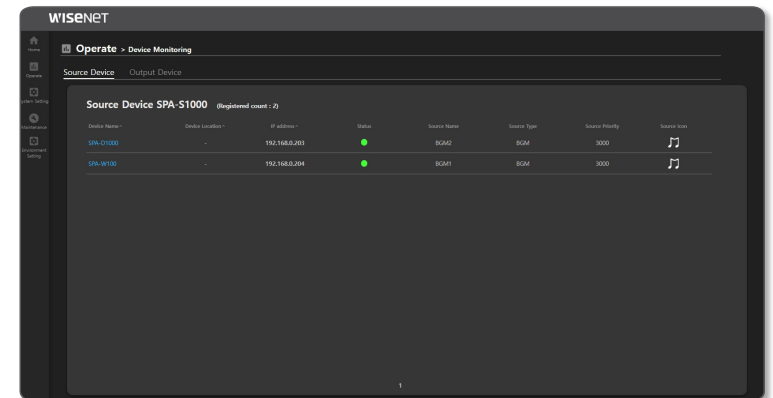 WISENET
Home
Operate
System Setting
Maintenance
Environment
Setting
Operate > Device Monitoring
Source Device Output Device
Source Device SPA-S1000 (Registered count : 2)
Device Name Device Location IP address Status Source Name Source Type Source Priority Source Icon
SPA-D1000 - 192.168.0.203 BGM2 BGM 3000
SPA-W100 - 192.168.0.204 BGM1 BGM 3000
1